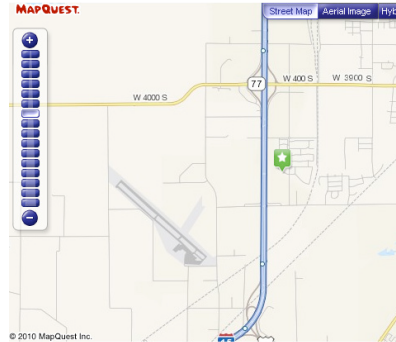 MAPQUEST.
Street Map Aerial Image Hyb
77
W 400 S W 3900 S
W 4000 S
© 2010 MapQuest Inc.